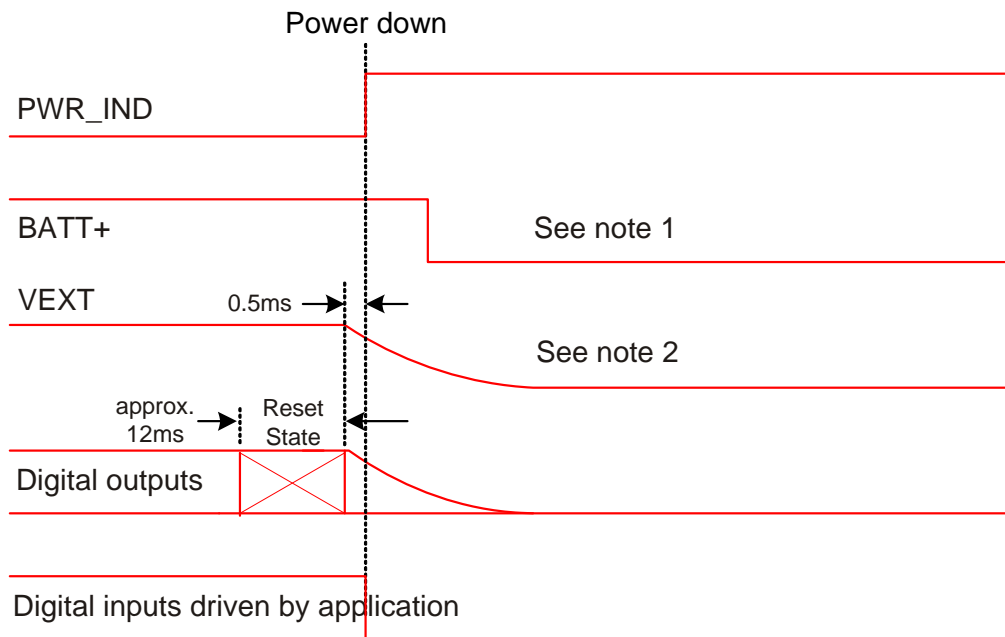 Power down
PWR_IND
BATT+
See note 1
VEXT
0.5ms
See note 2
approx.
12ms
Reset
State
Digital outputs
Digital inputs driven by application